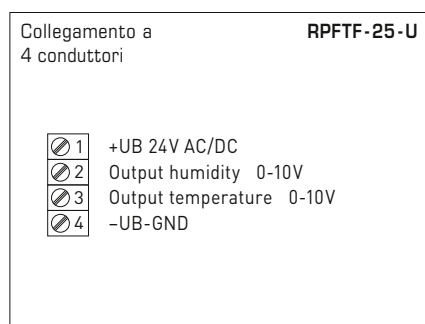 Collegamento a RPFTF-25-U
4 conduttori
1 +UB 24V AC/DC
2 Output humidity 0-10V
3 Output temperature 0-10V
4 –UB-GND